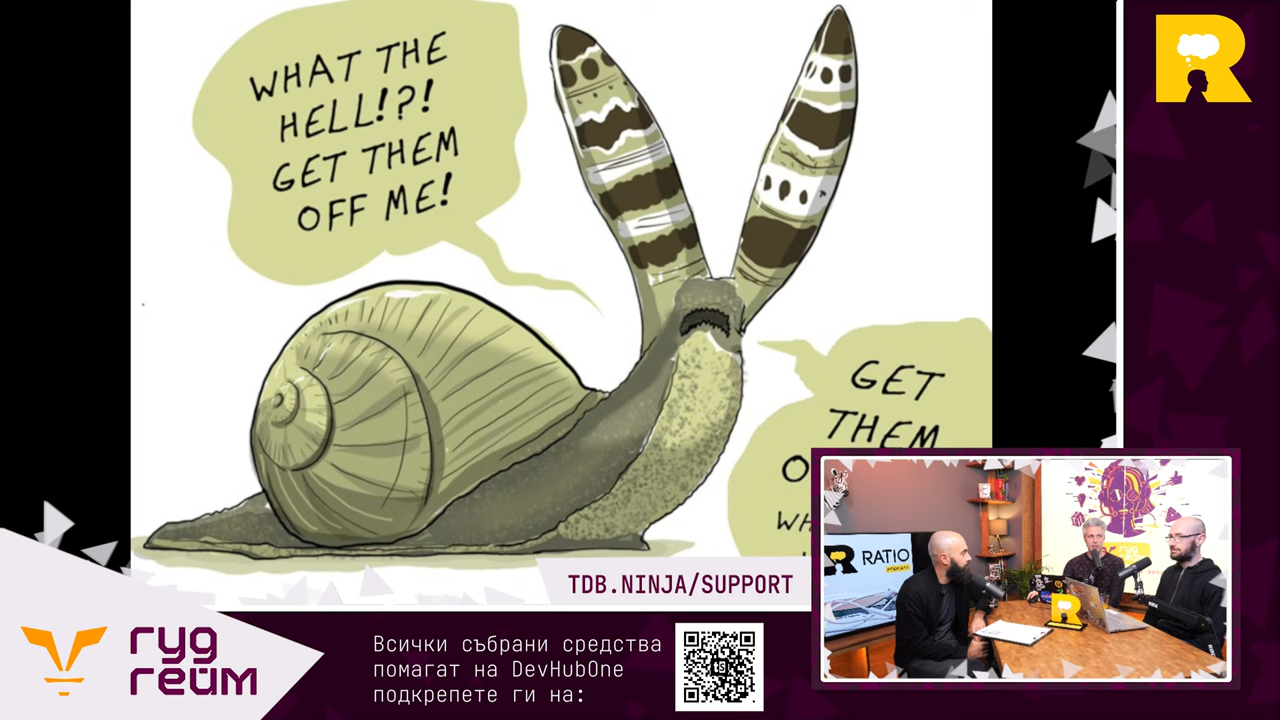 WHAT THE
HELL!?!
GET THEM
OFF ME!
GET
THEM
TDB.NINJA/SUPPORT
RATIO
PODCAST
гуд
гейм
Всички събрани средства
помагат на DevHubOne
подкрепете ги на: